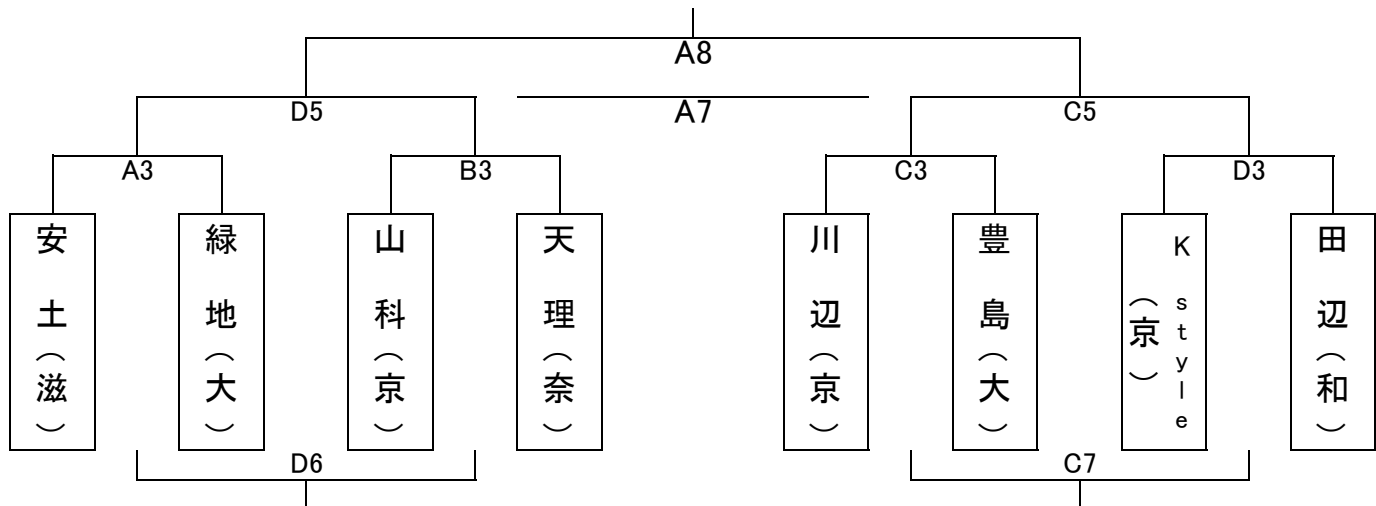 A8
D5
A7
C5
A3
B3
C3
D3
安土(滋)
緑地(大)
山科(京)
天理(奈)
川辺(京)
豊島(大)
K style
(京)
田辺(和)
D6
C7